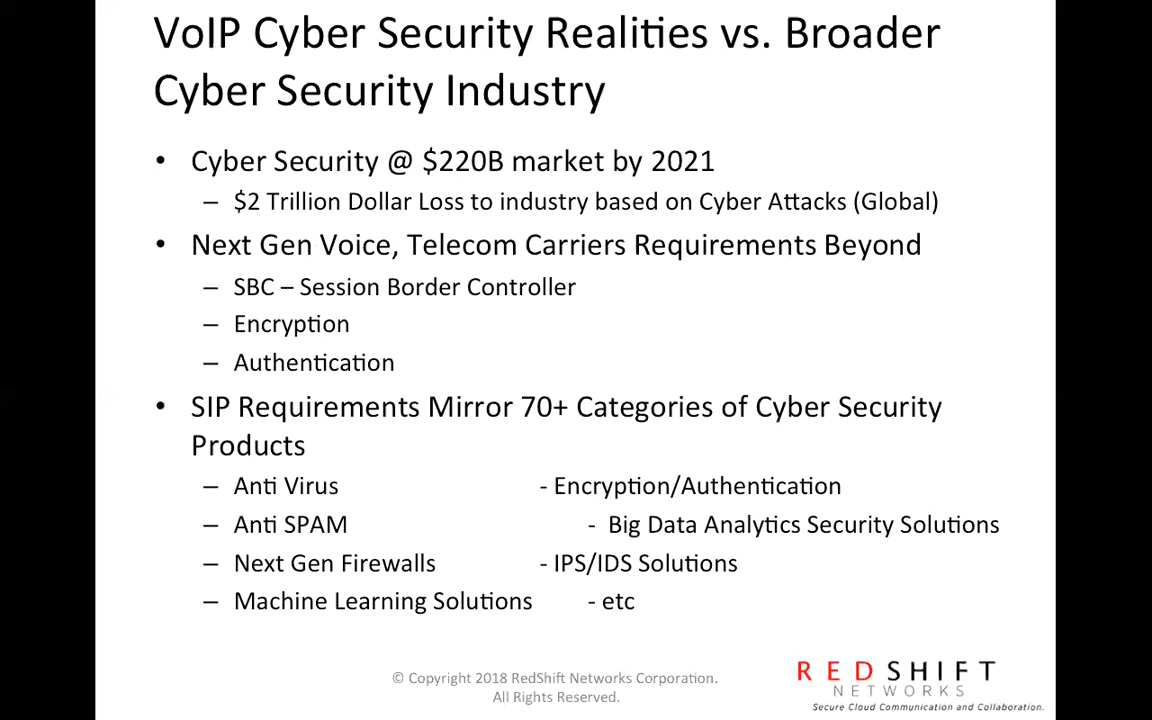 VoIP Cyber Security Realities vs. Broader
Cyber Security Industry
• Cyber Security @ $220B market by 2021
– $2 Trillion Dollar Loss to industry based on Cyber Attacks (Global)
• Next Gen Voice, Telecom Carriers Requirements Beyond
– SBC – Session Border Controller
– Encryption
– Authentication
• SIP Requirements Mirror 70+ Categories of Cyber Security
Products
– Anti Virus - Encryption/Authentication
– Anti SPAM - Big Data Analytics Security Solutions
– Next Gen Firewalls - IPS/IDS Solutions
– Machine Learning Solutions - etc
© Copyright 2018 RedShift Networks Corporation.
All Rights Reserved.
REDSHIFT
NETWORKS
Secure Cloud Communication and Collaboration.